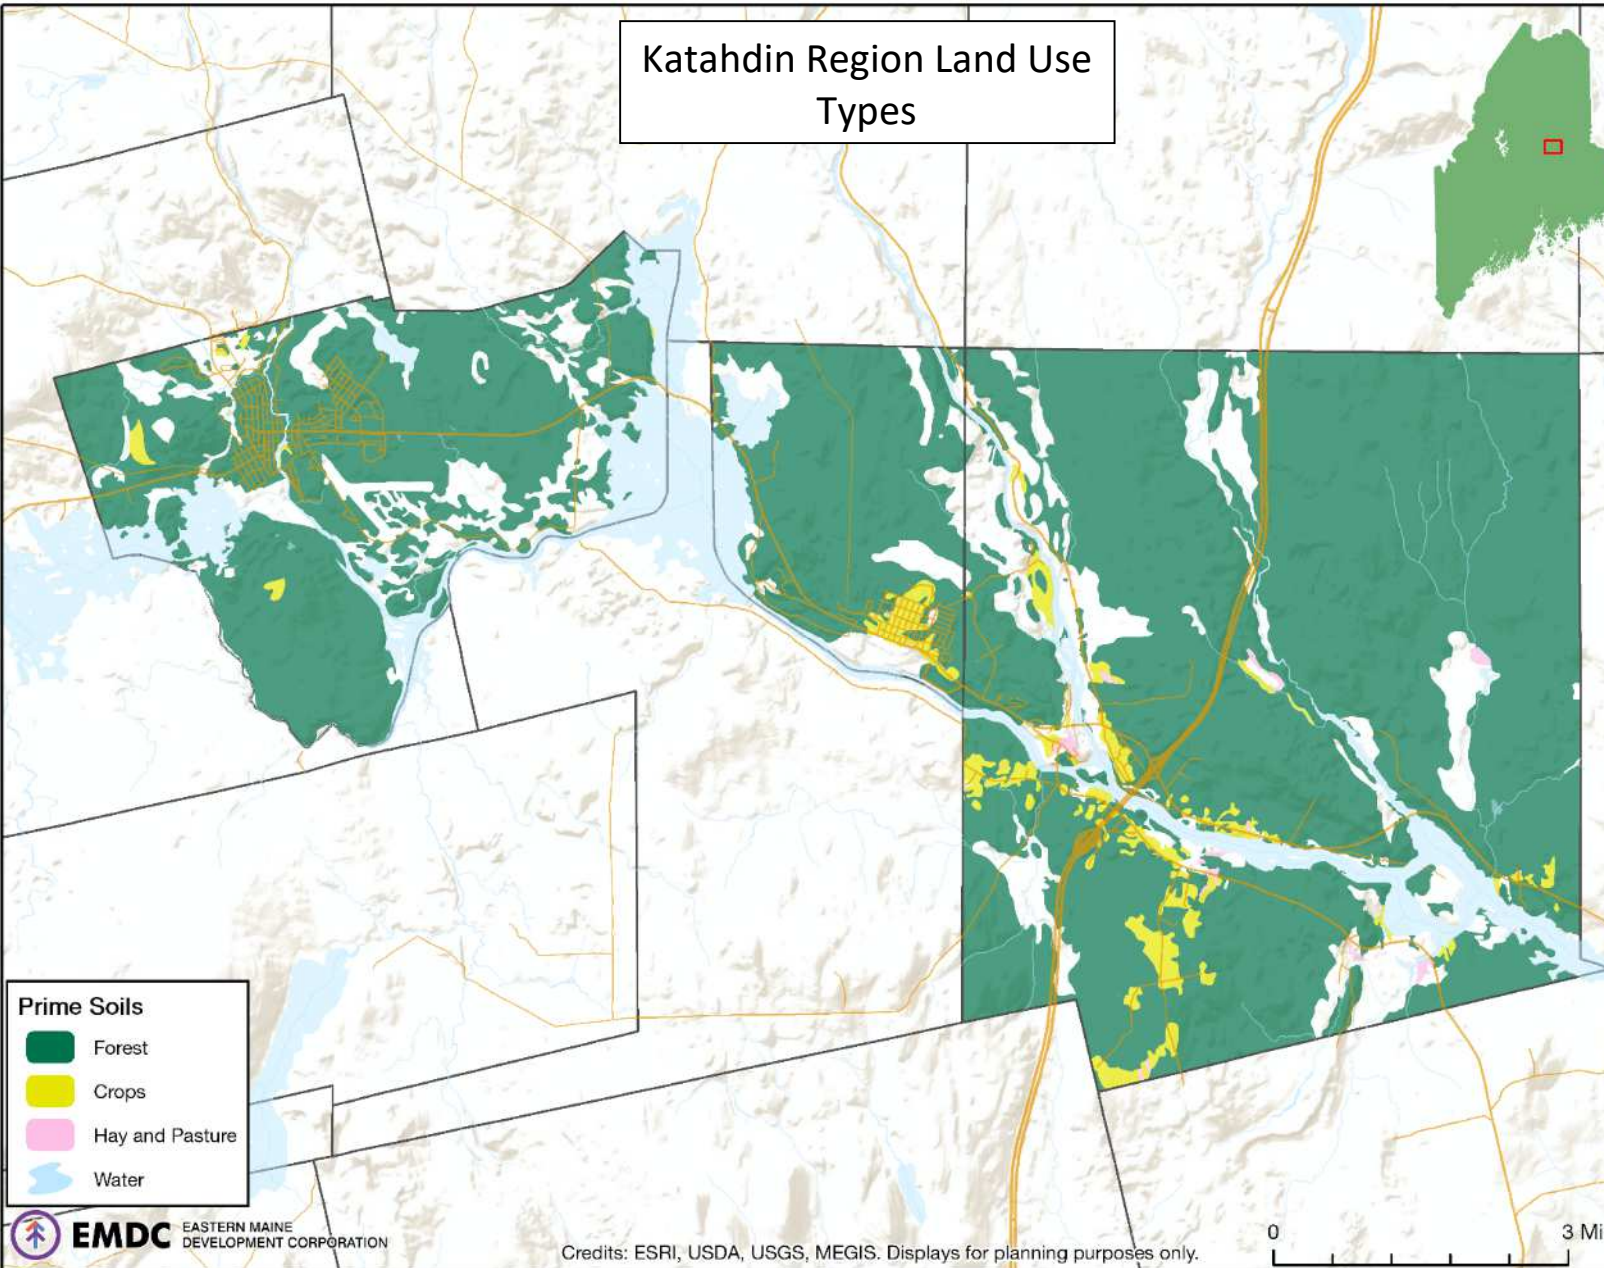 Katahdin Region Land Use
Types
Prime Soils
Forest
Crops
Hay and Pasture
Water
EMDC
EASTERN MAINE
DEVELOPMENT CORPORATION
Credits: ESRI, USDA, USGS, MEGIS. Displays for planning purposes only.
0
3 Mi